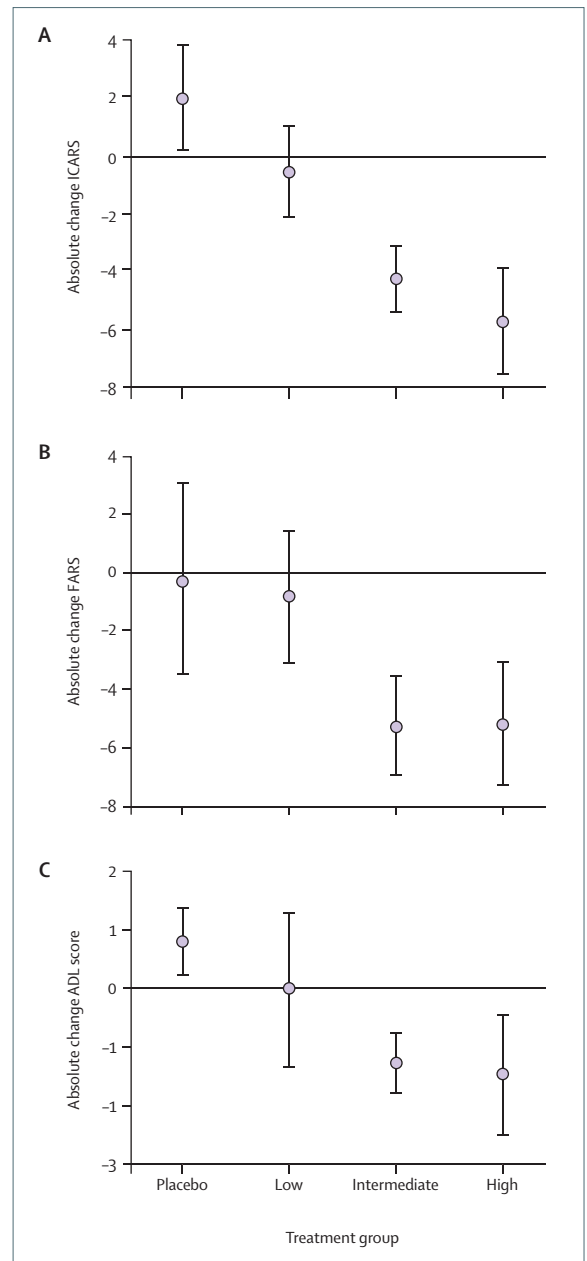 A
4
2
0
−2
−4
−6
−8
Absolute change ICARS
B
4
2
0
−2
−4
−6
−8
Absolute change FARS
C
2
1
0
−1
−1
−3
Absolute change ADL score
Placebo Low Intermediate High
Treatment group